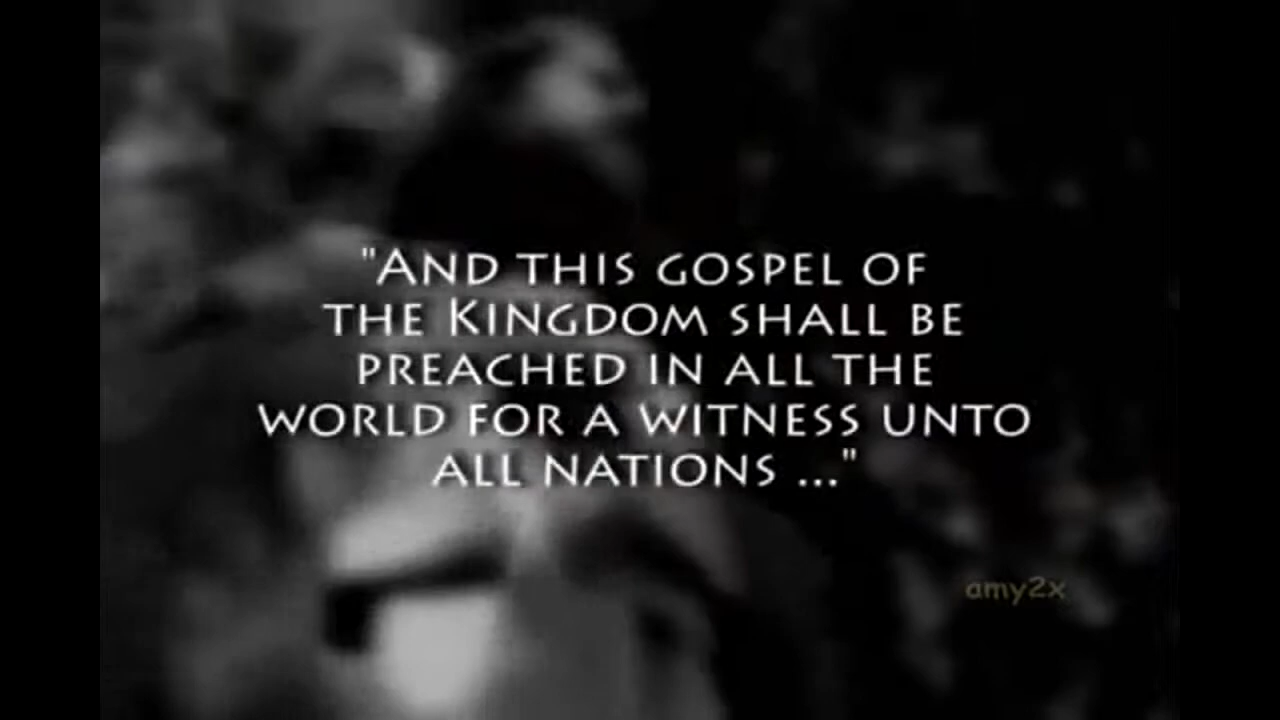 "And this gospel of
the Kingdom shall be
preached in all the
world for a witness unto
all nations ..."
amy2x